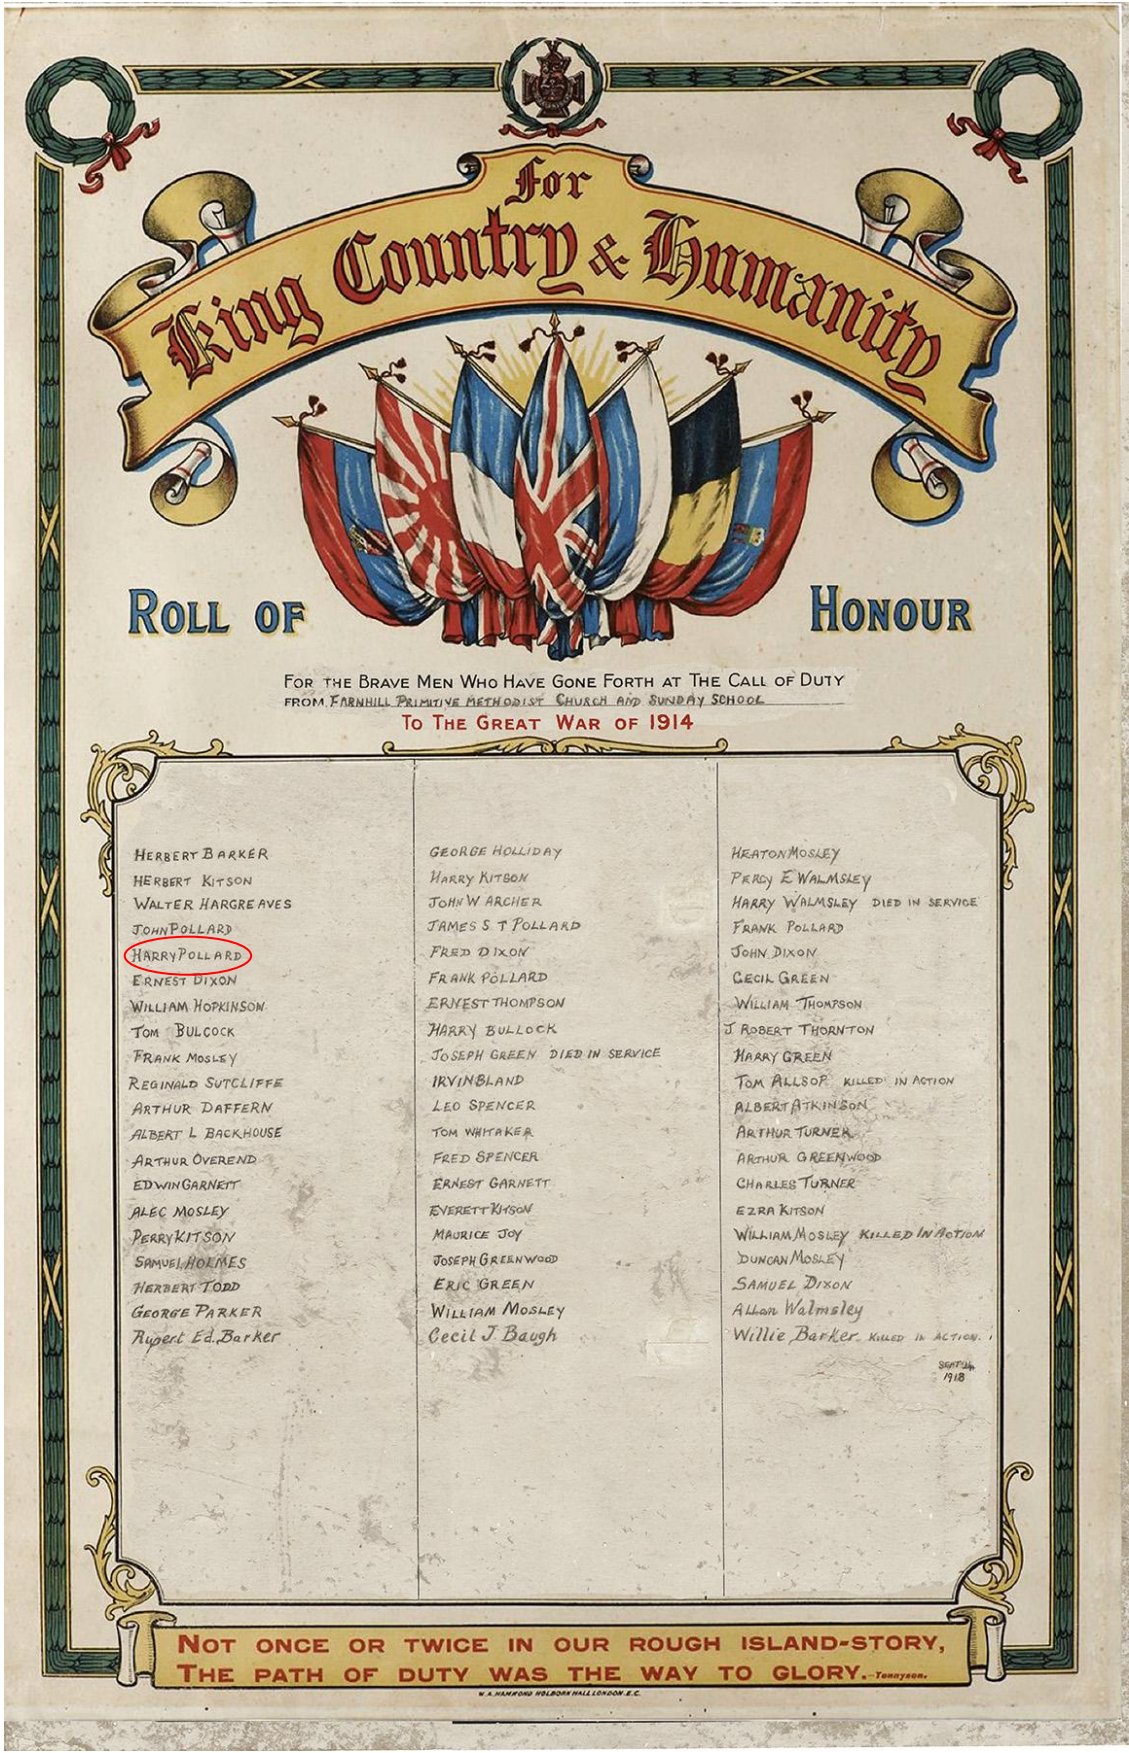 For
King Country & Humanity
ROLL OF HONOUR
FOR THE BRAVE MEN WHO HAVE GONE FORTH AT THE CALL OF DUTY
FROM FARNHILL PRIMITIVE METHODIST CHURCH AND SUNDAY SCHOOL
TO THE GREAT WAR OF 1914
HERBERT BARKER
HERBERT KITSON
WALTER HARGREAVES
JOHN POLLARD
HARRY POLLARD
ERNEST DIXON
WILLIAM HOPKINSON
TOM BULCOCK
FRANK MOSLEY
REGINALD SUTCLIFFE
ARTHUR DAFFERN
ALBERT L BACKHOUSE
ARTHUR OVEREND
EDWIN GARNETT
ALEC MOSLEY
PERRY KITSON
SAMUEL HOLMES
HERBERT TODD
GEORGE PARKER
Rupert Ed. Barker
GEORGE HOLLIDAY
HARRY KITSON
JOHN W ARCHER
JAMES S T POLLARD
FRED DIXON
FRANK POLLARD
ERNEST THOMPSON
HARRY BULLOCK
JOSEPH GREEN DIED IN SERVICE
IRVIN BLAND
LEO SPENCER
TOM WHITAKER
FRED SPENCER
ERNEST GARNETT
EVERETT KITSON
MAURICE JOY
JOSEPH GREENWOOD
ERIC GREEN
WILLIAM MOSLEY
Cecil J. Baugh
HEATON MOSLEY
PERCY E WALMSLEY
HARRY WALMSLEY DIED IN SERVICE
FRANK POLLARD
JOHN DIXON
CECIL GREEN
WILLIAM THOMPSON
J ROBERT THORNTON
HARRY GREEN
TOM ALLSOP KILLED IN ACTION
ALBERT ATKINSON
ARTHUR TURNER
ARTHUR GREENWOOD
CHARLES TURNER
EZRA KITSON
WILLIAM MOSLEY KILLED IN ACTION
DUNCAN MOSLEY
SAMUEL DIXON
Allan Walmsley
Willie Barker KILLED IN ACTION.
SEPT 24
1918
NOT ONCE OR TWICE IN OUR ROUGH ISLAND-STORY,
THE PATH OF DUTY WAS THE WAY TO GLORY.-Tennyson.
W.A. HAMMOND HOLBORN HALL LONDON. E.C.